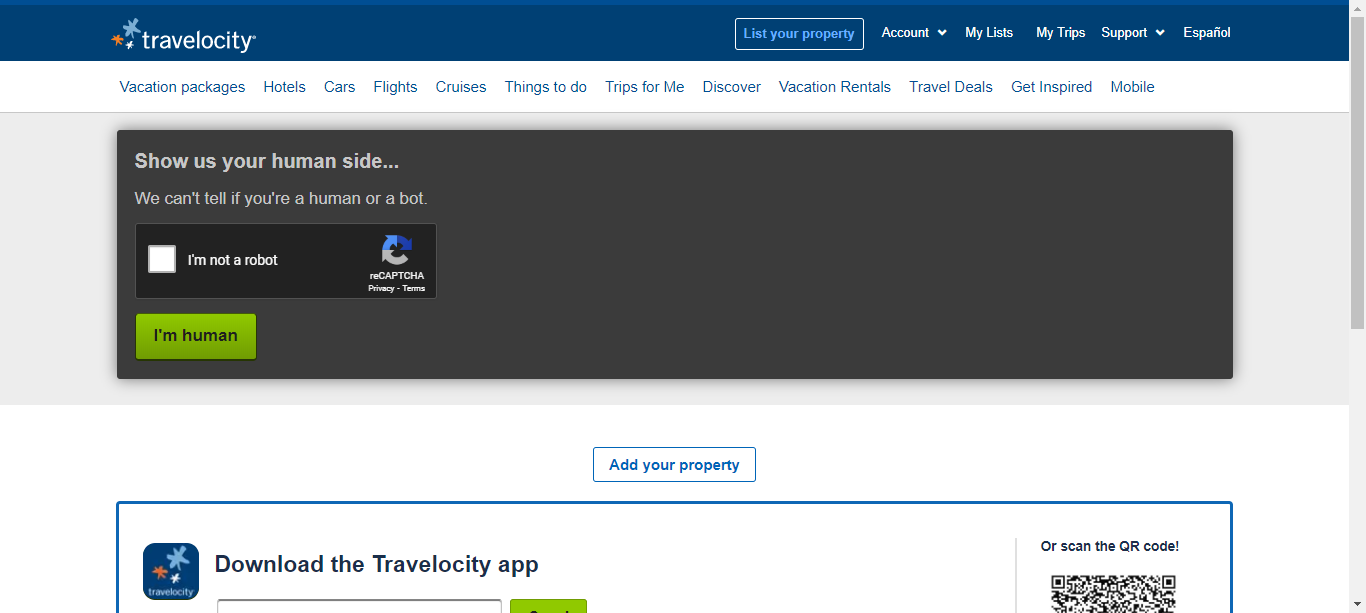 travelocity
List your property
Account
My Lists
My Trips
Support
Español
Vacation packages
Hotels
Cars
Flights
Cruises
Things to do
Trips for Me
Discover
Vacation Rentals
Travel Deals
Get Inspired
Mobile
Show us your human side...
We can't tell if you're a human or a bot.
I'm not a robot
reCAPTCHA
Privacy - Terms
I'm human
Add your property
travelocity
Download the Travelocity app
Or scan the QR code!